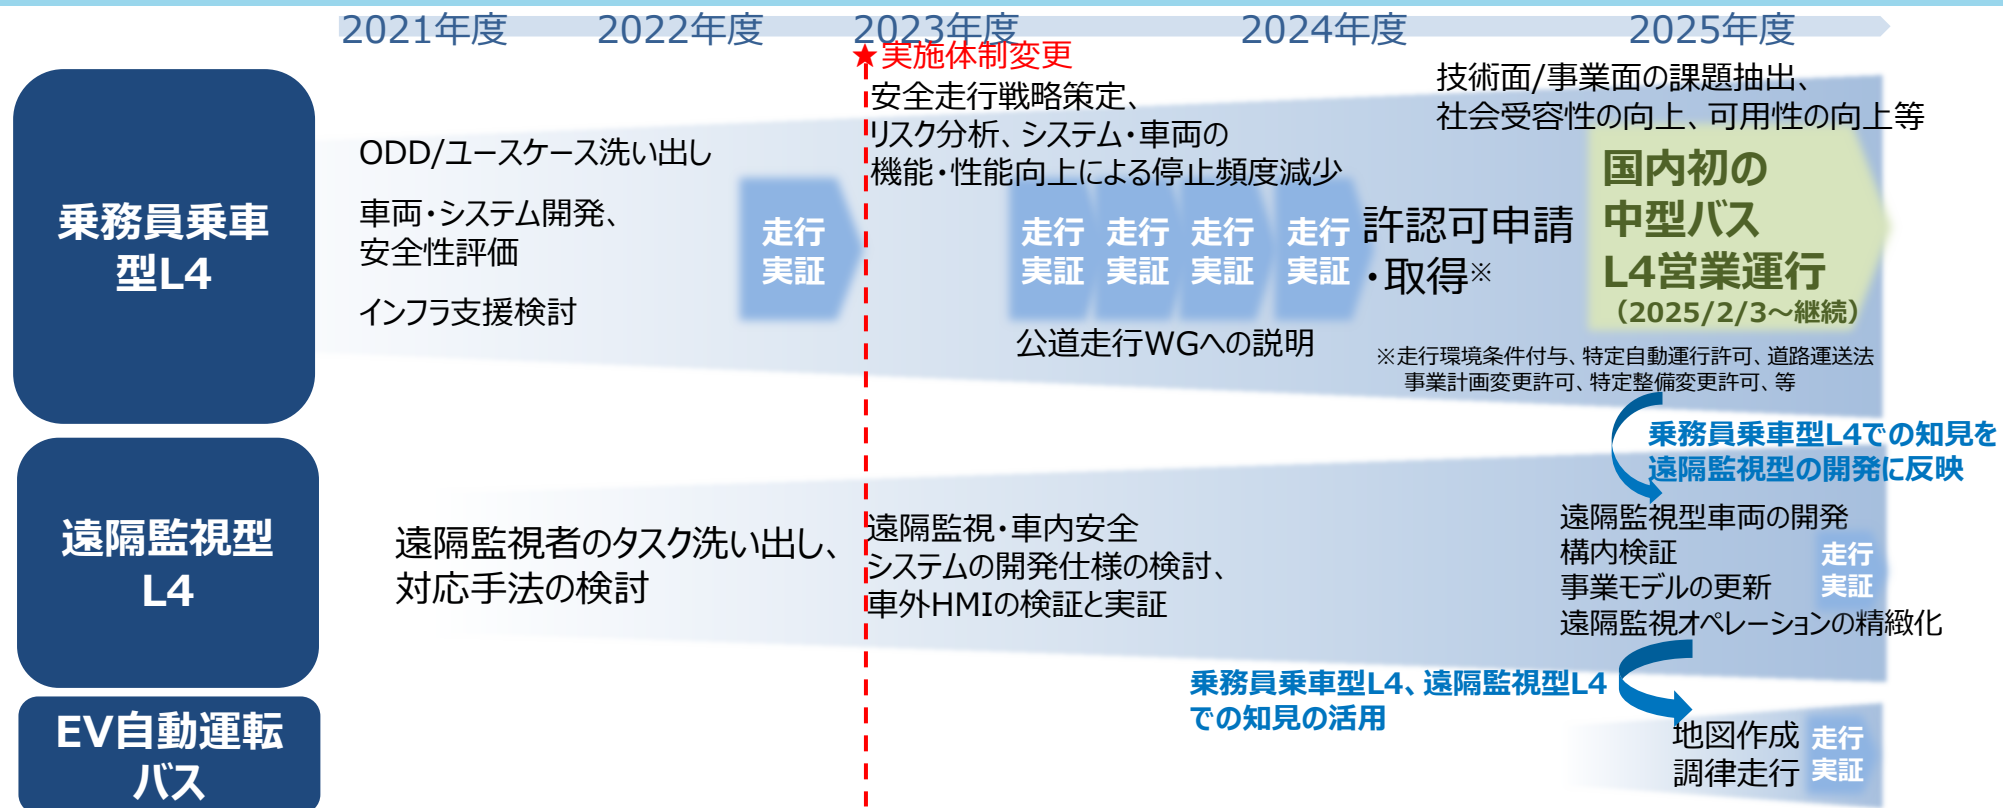 2021年度 2022年度 2023年度 2024年度 2025年度
★実施体制変更
乗務員乗車
型L4
ODD/ユースケース洗い出し
車両・システム開発、
安全性評価
インフラ支援検討
走行
実証
安全走行戦略策定、
リスク分析、システム・車両の
機能・性能向上による停止頻度減少
走行 走行 走行 走行
実証 実証 実証 実証
公道走行WGへの説明
許認可申請
・取得※
技術面/事業面の課題抽出、
社会受容性の向上、可用性の向上等
国内初の
中型バス
L4営業運行
（2025/2/3～継続）
※走行環境条件付与、特定自動運行許可、道路運送法
事業計画変更許可、特定整備変更許可、等
乗務員乗車型L4での知見を
遠隔監視型の開発に反映
遠隔監視型
L4
遠隔監視者のタスク洗い出し、
対応手法の検討
遠隔監視・車内安全
システムの開発仕様の検討、
車外HMIの検証と実証
遠隔監視型車両の開発
構内検証
事業モデルの更新
遠隔監視オペレーションの精緻化
走行
実証
乗務員乗車型L4、遠隔監視型L4
での知見の活用
EV自動運転
バス
地図作成
調律走行
走行
実証